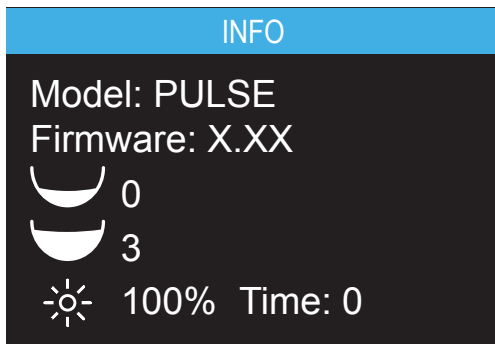 INFO
Model: PULSE
Firmware: X.XX
0
3
100% Time: 0